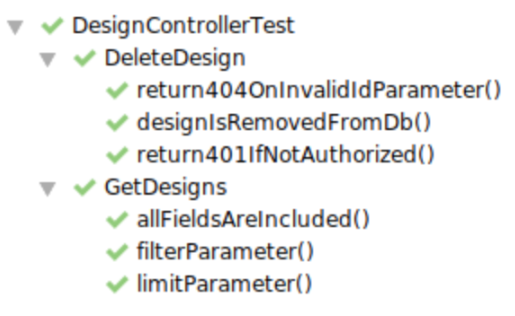 DesignControllerTest
DeleteDesign
return404OnInvalidIdParameter()
designIsRemovedFromDb()
return401IfNotAuthorized()
GetDesigns
allFieldsAreIncluded()
filterParameter()
limitParameter()